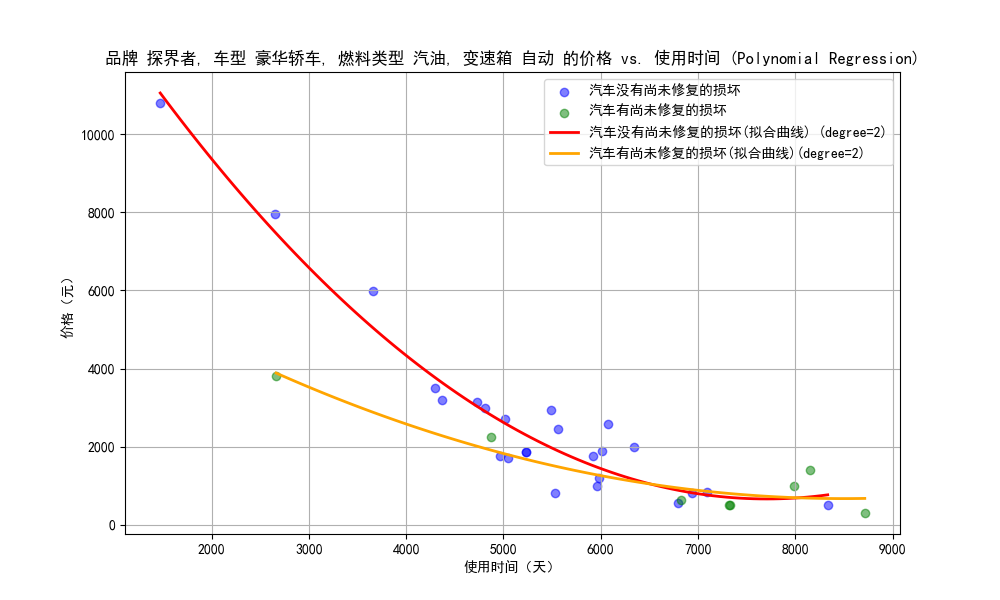 品牌 探界者, 车型 豪华轿车, 燃料类型 汽油, 变速箱 自动 的价格 vs. 使用时间 (Polynomial Regression)
汽车没有尚未修复的损坏
汽车有尚未修复的损坏
汽车没有尚未修复的损坏(拟合曲线) (degree=2)
汽车有尚未修复的损坏(拟合曲线)(degree=2)
价格（元）
10000
8000
6000
4000
2000
0
2000 3000 4000 5000 6000 7000 8000 9000
使用时间（天）